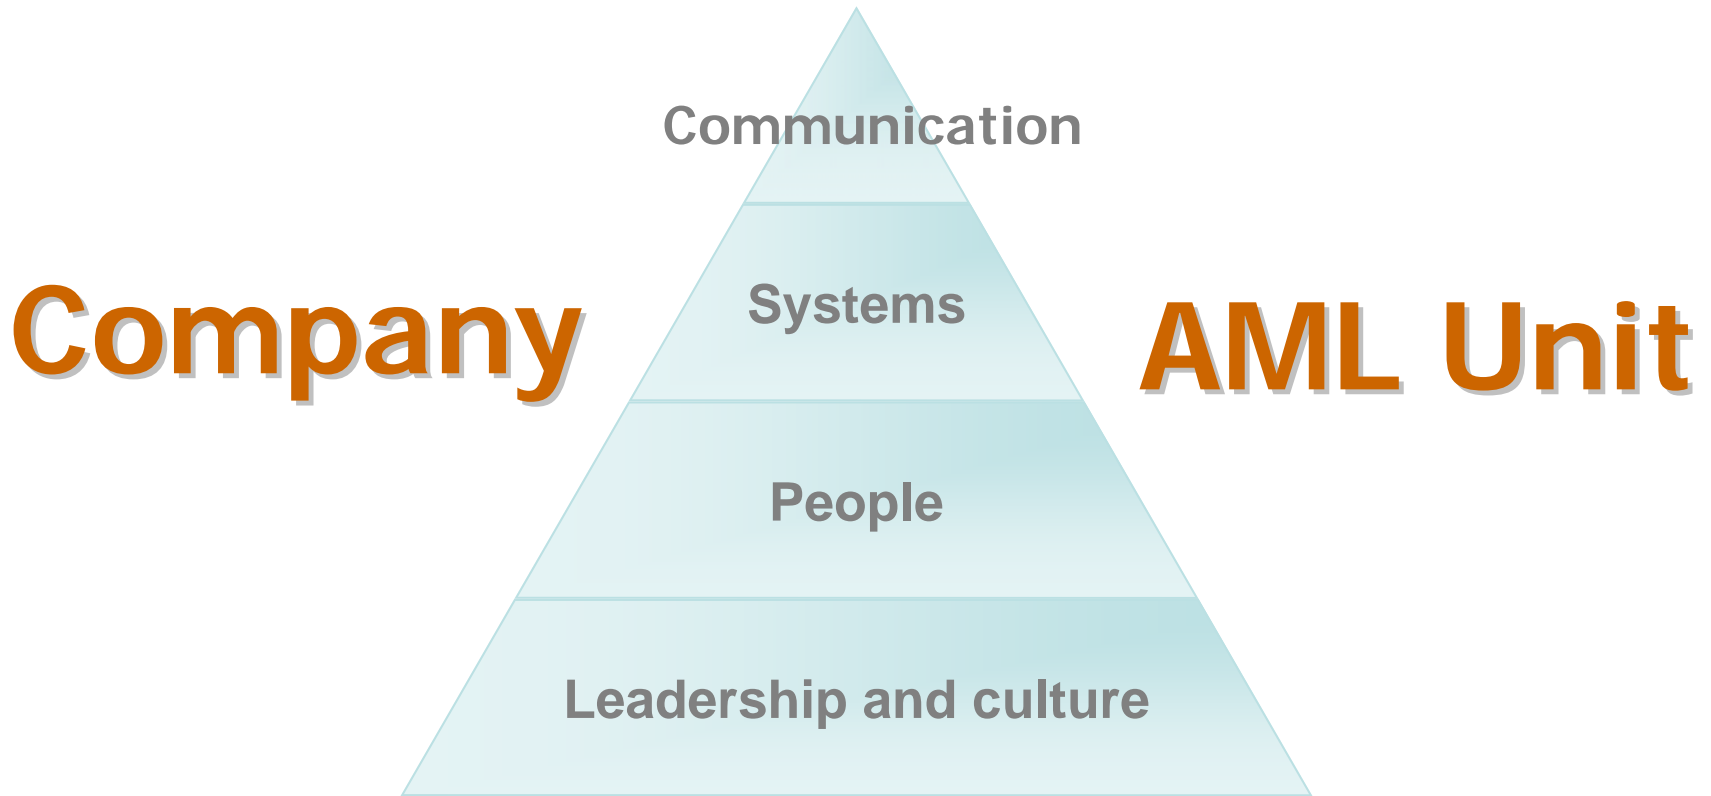 Communication
Systems
Company
AML Unit
People
Leadership and culture